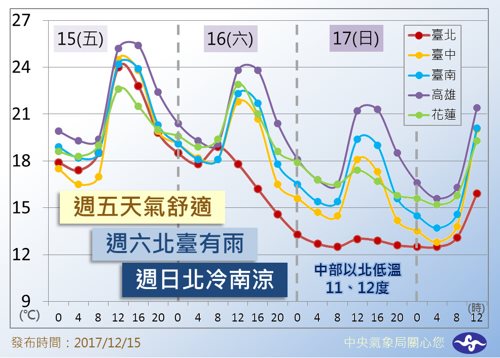 27
24
21
18
15
12
9
(℃)
15(五)
16(六)
17(日)
臺北
臺中
臺南
高雄
花蓮
週五天氣舒適
週六北臺有雨
週日北冷南涼
中部以北低溫
11、12度
0 4 8 12 16 20 0 4 8 12 16 20 0 4 8 12 16 20 0 4 8 12
(時)
發布時間：2017/12/15
中央氣象局關心您